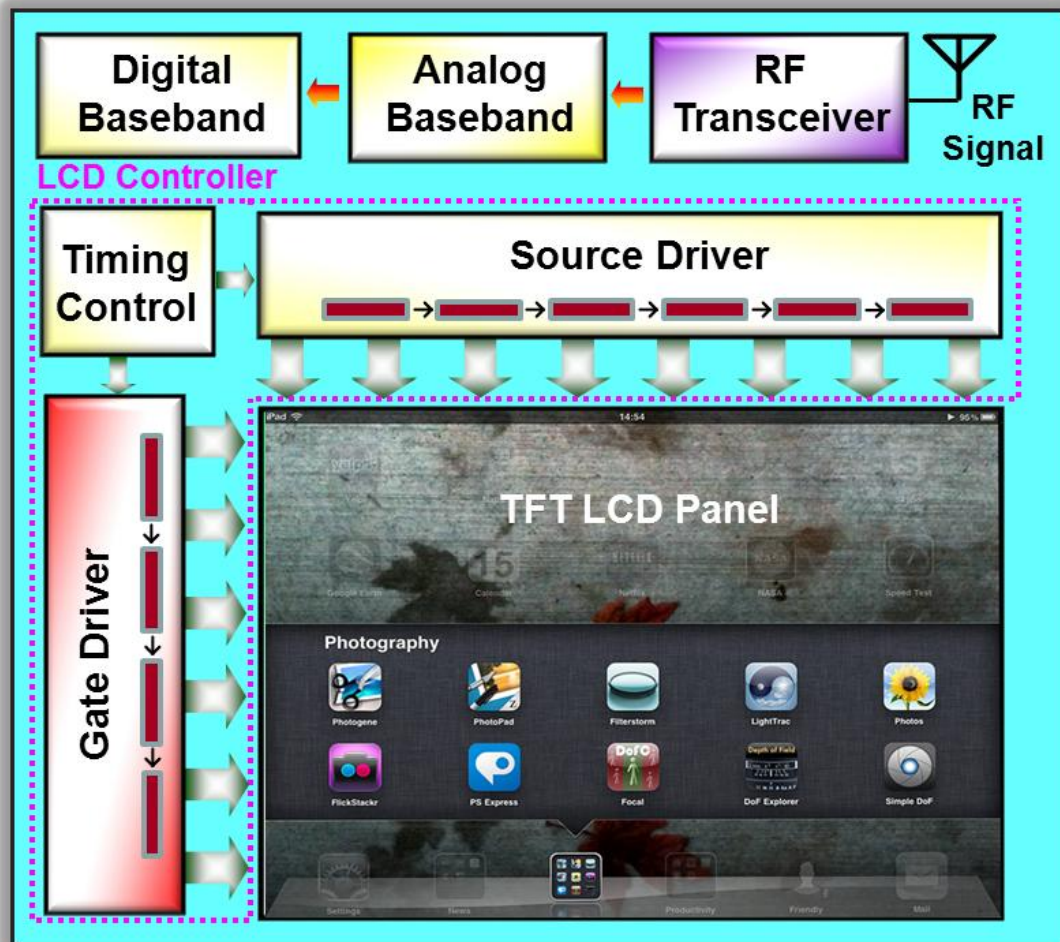 Digital
Baseband
Analog
Baseband
RF
Transceiver
RF
Signal
LCD Controller
Timing
Control
Source Driver
Gate Driver
iPad
14:54
95%
TFT LCD Panel
15
Google Earth
Calendar
Netflix
NASA
Speed Test
Photography
Photogene
PhotoPad
Filterstorm
LightTrac
Photos
DofC
Depth of Field
FlickStackr
PS Express
Focal
DoF Explorer
Simple DoF
Settings
News
Productivity
Friendly
Mail